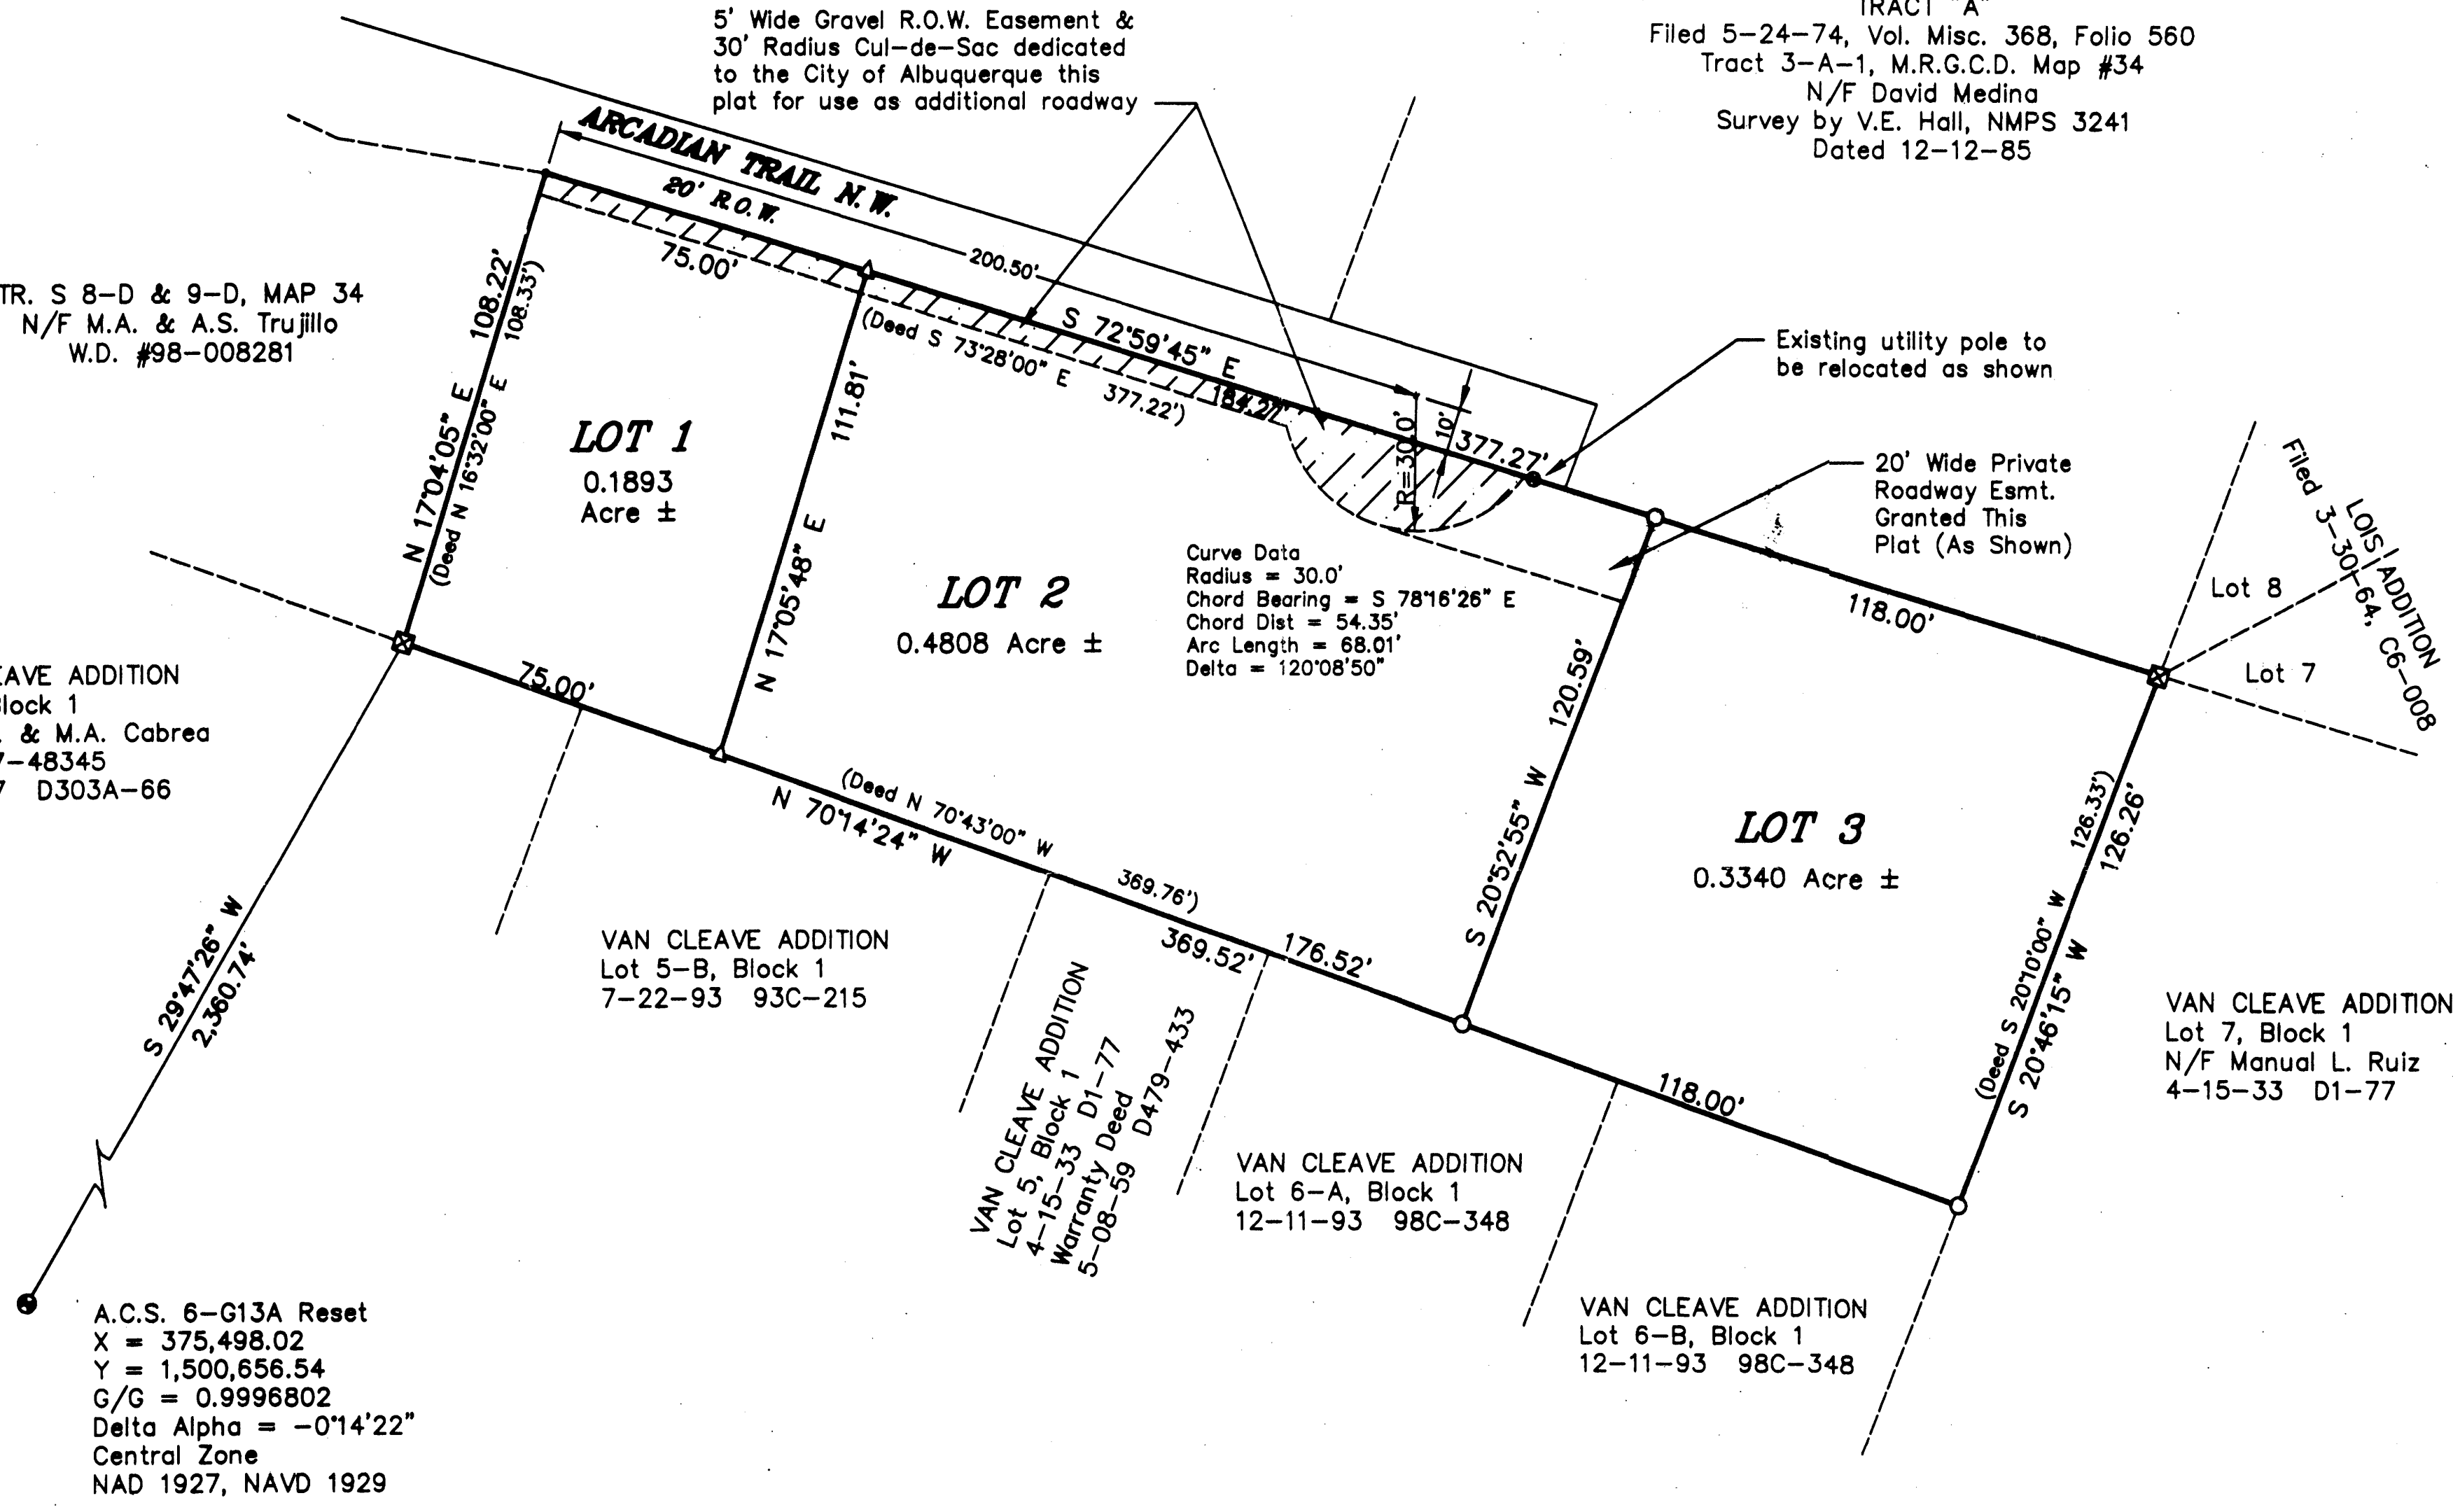 5' Wide Gravel R.O.W. Easement &
30' Radius Cul-de-Sac dedicated
to the City of Albuquerque this
plat for use as additional roadway
TRACT "A"
Filed 5-24-74, Vol. Misc. 368, Folio 560
Tract 3-A-1, M.R.G.C.D. Map #34
N/F David Medina
Survey by V.E. Hall, NMPS 3241
Dated 12-12-85
ARCADIAN TRAIL N.W.
20' R.O.W.
200.50'
75.00'
S 72°59'45" E
377.27'
(Deed S 73°28'00" E 377.22')
184.27'
R=30.0'
10'
TR. S 8-D & 9-D, MAP 34
N/F M.A. & A.S. Trujillo
W.D. #98-008281
N 17°04'05" E 108.22'
(Deed N 16°32'00" E 108.33')
LOT 1
0.1893
Acre ±
N 17°05'48" E 111.81'
LOT 2
0.4808 Acre ±
Curve Data
Radius = 30.0'
Chord Bearing = S 78°16'26" E
Chord Dist = 54.35'
Arc Length = 68.01'
Delta = 120°08'50"
Existing utility pole to
be relocated as shown
20' Wide Private
Roadway Esmt.
Granted This
Plat (As Shown)
118.00'
LOIS ADDITION
Filed 3-30-64, C6-008
Lot 8
Lot 7
S 20°52'55" W 120.59'
LOT 3
0.3340 Acre ±
(Deed S 20°10'00" W 126.33')
S 20°46'15" W 126.26'
EAVE ADDITION
Block 1
. & M.A. Cabrea
7-48345
7 D303A-66
75.00'
(Deed N 70°43'00" W 369.76')
N 70°14'24" W 369.52'
176.52'
118.00'
S 29°47'26" W
2,360.74'
VAN CLEAVE ADDITION
Lot 5-B, Block 1
7-22-93 93C-215
VAN CLEAVE ADDITION
Lot 5, Block 1
4-15-33 D1-77
Warranty Deed
5-08-59 D479-433
VAN CLEAVE ADDITION
Lot 6-A, Block 1
12-11-93 98C-348
VAN CLEAVE ADDITION
Lot 6-B, Block 1
12-11-93 98C-348
VAN CLEAVE ADDITION
Lot 7, Block 1
N/F Manual L. Ruiz
4-15-33 D1-77
A.C.S. 6-G13A Reset
X = 375,498.02
Y = 1,500,656.54
G/G = 0.9996802
Delta Alpha = -0°14'22"
Central Zone
NAD 1927, NAVD 1929